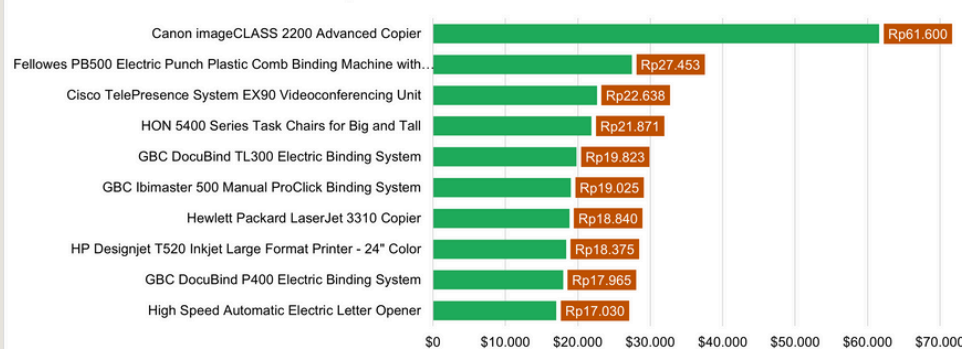 Canon imageCLASS 2200 Advanced Copier Rp61.600
Fellowes PB500 Electric Punch Plastic Comb Binding Machine with… Rp27.453
Cisco TelePresence System EX90 Videoconferencing Unit Rp22.638
HON 5400 Series Task Chairs for Big and Tall Rp21.871
GBC DocuBind TL300 Electric Binding System Rp19.823
GBC Ibimaster 500 Manual ProClick Binding System Rp19.025
Hewlett Packard LaserJet 3310 Copier Rp18.840
HP Designjet T520 Inkjet Large Format Printer - 24" Color Rp18.375
GBC DocuBind P400 Electric Binding System Rp17.965
High Speed Automatic Electric Letter Opener Rp17.030
$0 $10.000 $20.000 $30.000 $40.000 $50.000 $60.000 $70.000